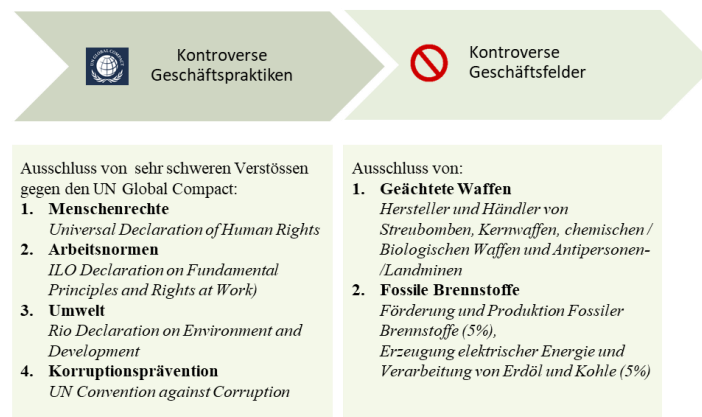 Kontroverse
Geschäftspraktiken
Kontroverse
Geschäftsfelder
Ausschluss von sehr schweren Verstössen
gegen den UN Global Compact:
1. Menschenrechte
Universal Declaration of Human Rights
2. Arbeitsnormen
ILO Declaration on Fundamental
Principles and Rights at Work)
3. Umwelt
Rio Declaration on Environment and
Development
4. Korruptionsprävention
UN Convention against Corruption
Ausschluss von:
1. Geächtete Waffen
Hersteller und Händler von
Streubomben, Kernwaffen, chemischen /
Biologischen Waffen und Antipersonen-
/Landminen
2. Fossile Brennstoffe
Förderung und Produktion Fossiler
Brennstoffe (5%),
Erzeugung elektrischer Energie und
Verarbeitung von Erdöl und Kohle (5%)